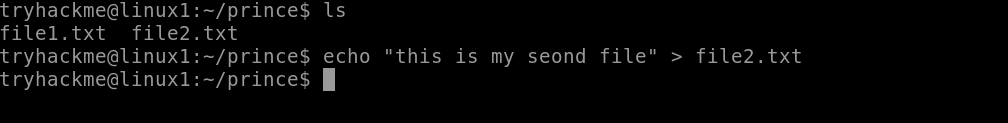 tryhackme@linux1:~/prince$ ls
file1.txt  file2.txt
tryhackme@linux1:~/prince$ echo "this is my seond file" > file2.txt
tryhackme@linux1:~/prince$